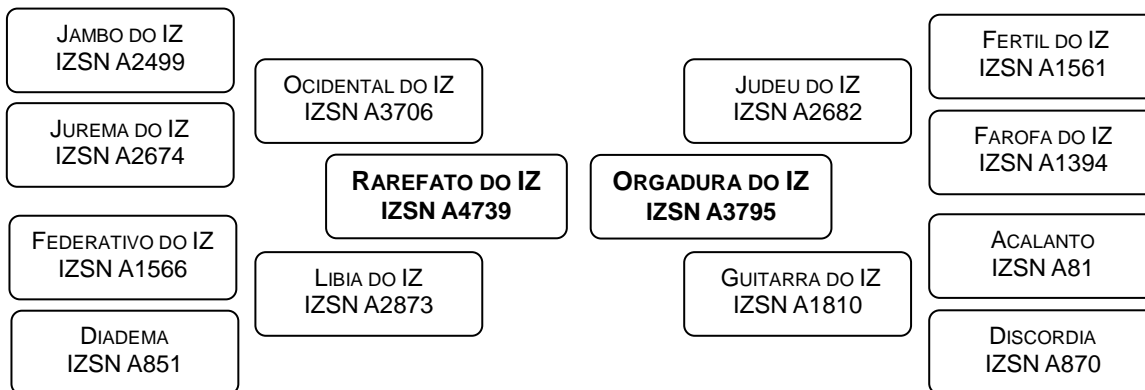 JAMBO DO IZ
IZSN A2499
JUREMA DO IZ
IZSN A2674
OCIDENTAL DO IZ
IZSN A3706
RAREFATO DO IZ
IZSN A4739
FEDERATIVO DO IZ
IZSN A1566
LIBIA DO IZ
IZSN A2873
DIADEMA
IZSN A851
FERTIL DO IZ
IZSN A1561
JUDEU DO IZ
IZSN A2682
FAROFA DO IZ
IZSN A1394
ORGADURA DO IZ
IZSN A3795
ACALANTO
IZSN A81
GUITARRA DO IZ
IZSN A1810
DISCORDIA
IZSN A870